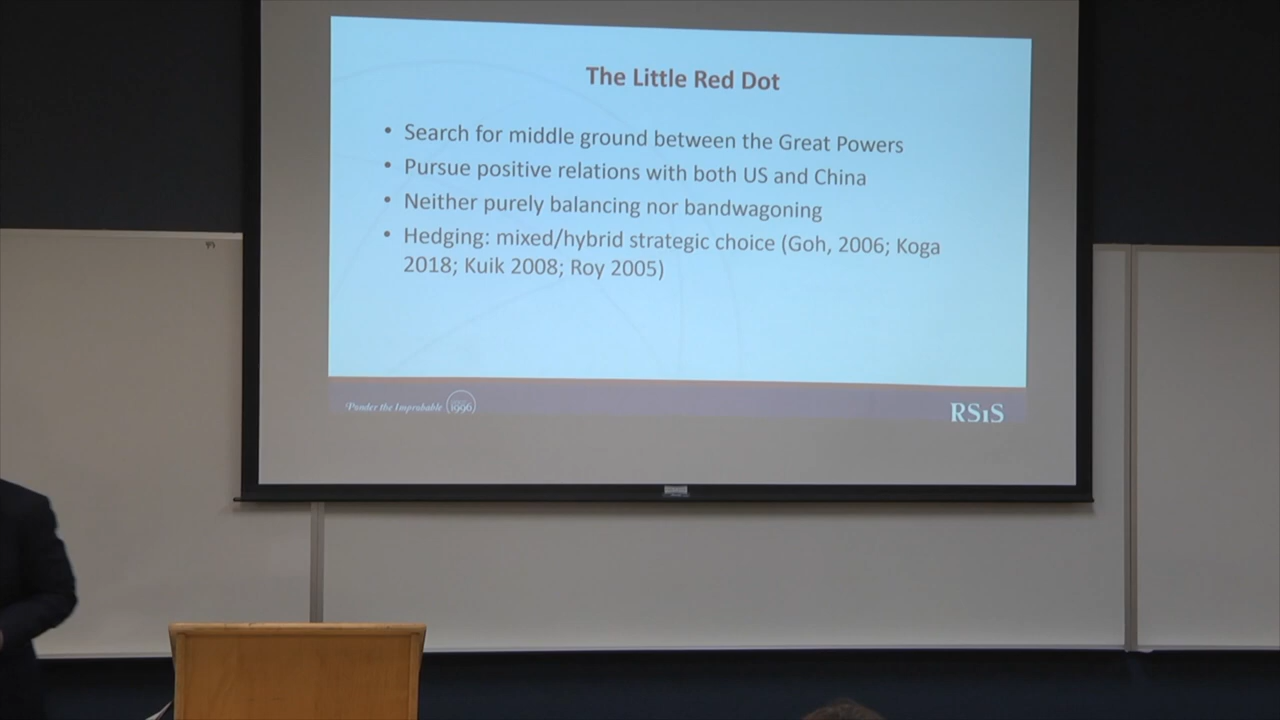 The Little Red Dot
• Search for middle ground between the Great Powers
• Pursue positive relations with both US and China
• Neither purely balancing nor bandwagoning
• Hedging: mixed/hybrid strategic choice (Goh, 2006; Koga
2018; Kuik 2008; Roy 2005)
Ponder the Improbable 1996
RSiS